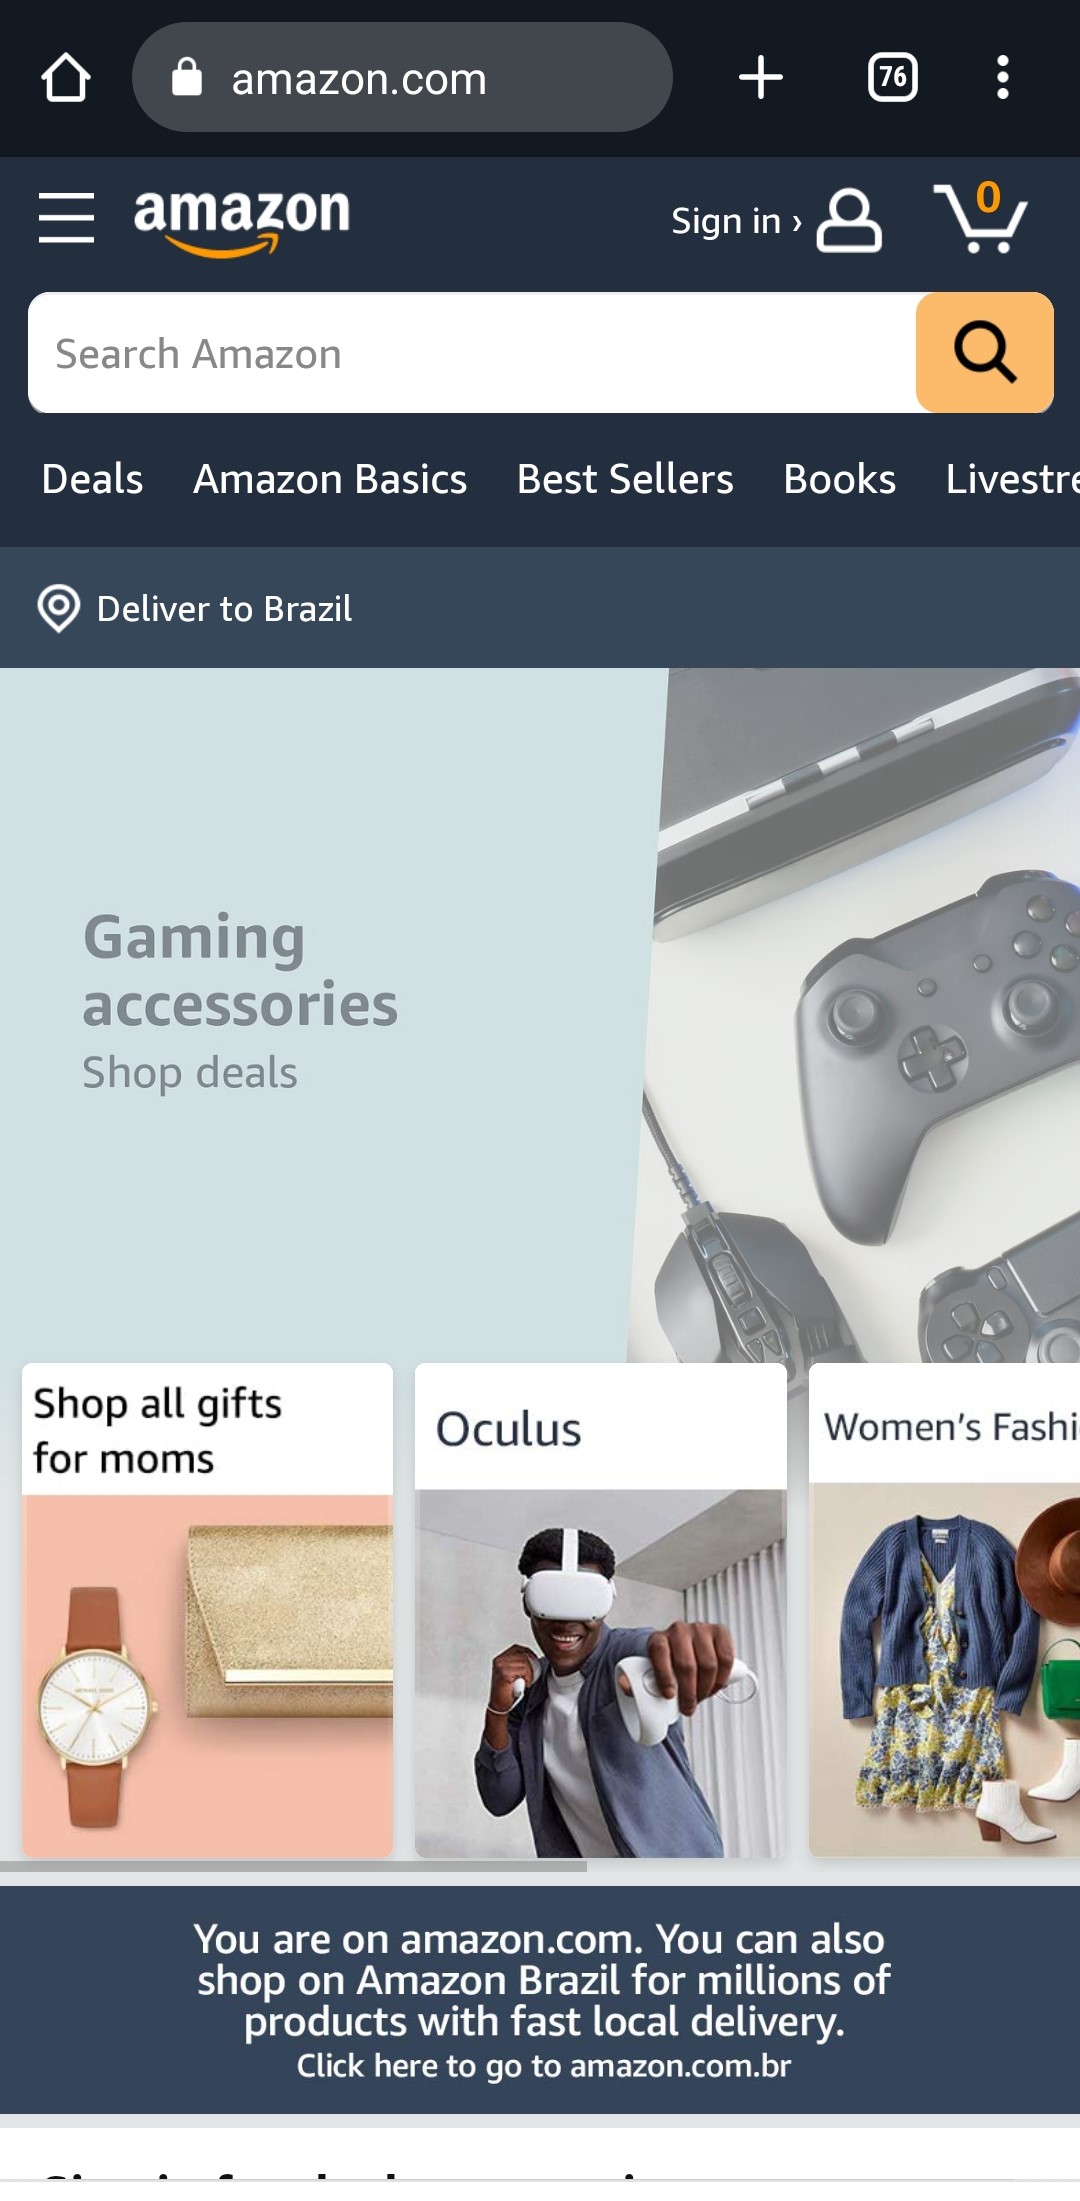 amazon.com
76
amazon
Sign in ›
0
Search Amazon
Deals Amazon Basics Best Sellers Books
Deliver to Brazil
Gaming
accessories
Shop deals
Shop all gifts
for moms
Oculus
Women's
You are on amazon.com. You can also
shop on Amazon Brazil for millions of
products with fast local delivery.
Click here to go to amazon.com.br